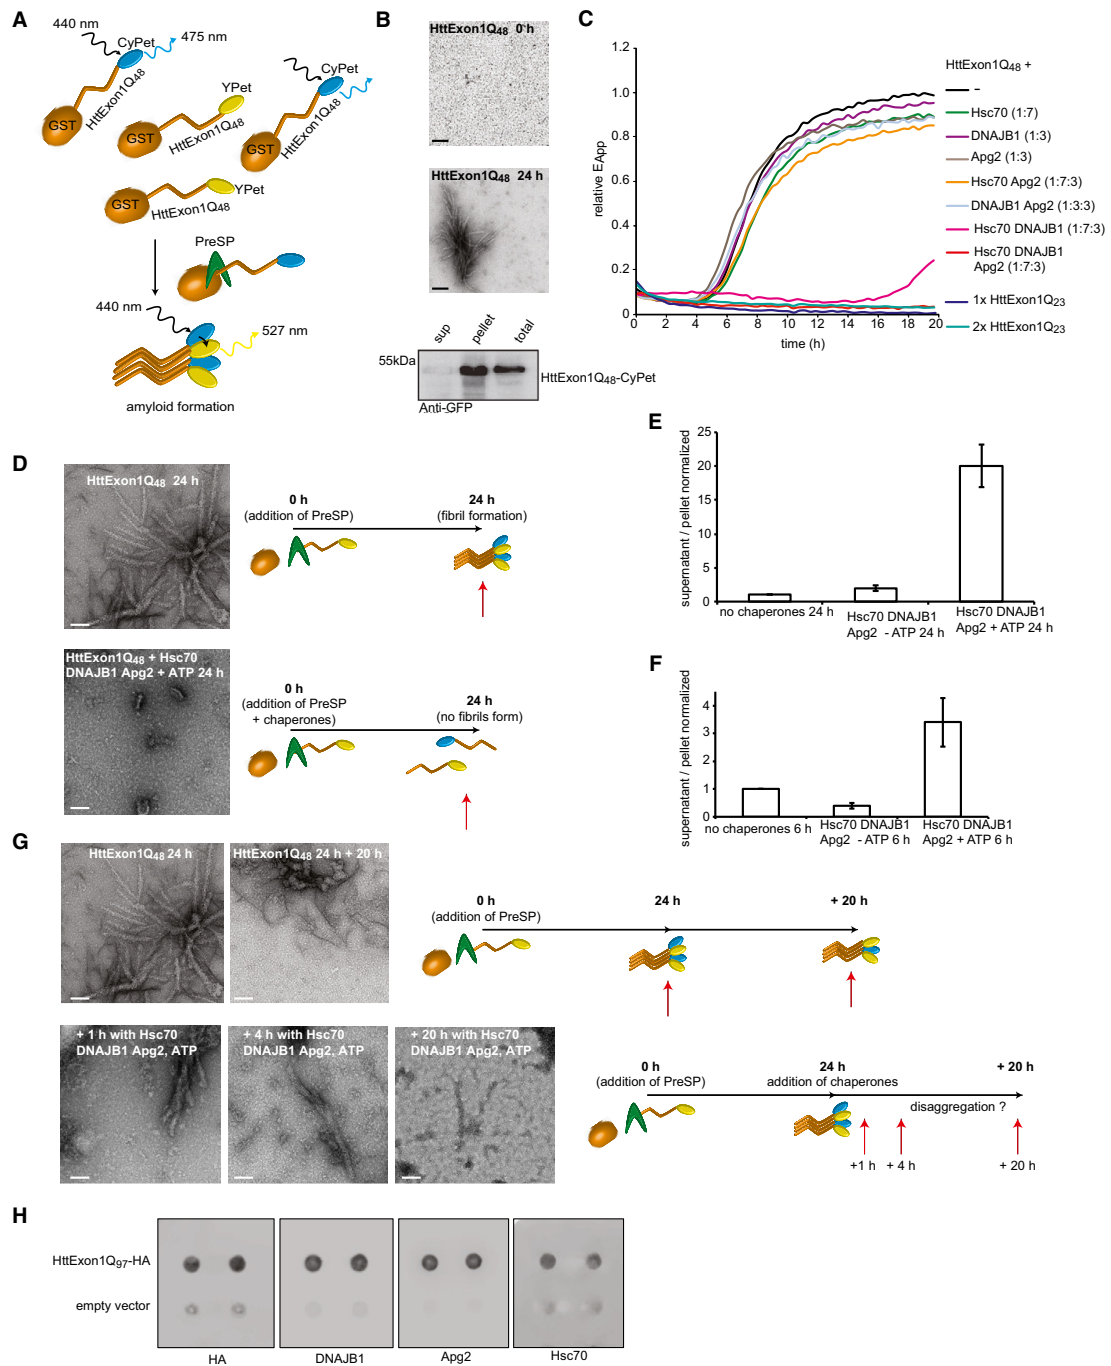 A
440 nm
CyPet
475 nm
GST
HttExon1Q48
YPet
GST
HttExon1Q48
CyPet
GST
HttExon1Q48
YPet
GST
HttExon1Q48
PreSP
440 nm
527 nm
amyloid formation
B
HttExon1Q48 0 h
HttExon1Q48 24 h
sup
pellet
total
55kDa
HttExon1Q48-CyPet
Anti-GFP
C
relative EApp
1.2
1.0
0.8
0.6
0.4
0.2
0
0 2 4 6 8 10 12 14 16 18 20
time (h)
HttExon1Q48 +
–
Hsc70 (1:7)
DNAJB1 (1:3)
Apg2 (1:3)
Hsc70 Apg2 (1:7:3)
DNAJB1 Apg2 (1:3:3)
Hsc70 DNAJB1 (1:7:3)
Hsc70 DNAJB1
Apg2 (1:7:3)
1x HttExon1Q23
2x HttExon1Q23
D
HttExon1Q48 24 h
0 h
(addition of PreSP)
24 h
(fibril formation)
HttExon1Q48 + Hsc70
DNAJB1 Apg2 + ATP 24 h
0 h
(addition of PreSP
+ chaperones)
24 h
(no fibrils form)
E
supernatant / pellet normalized
25
20
15
10
5
0
no chaperones 24 h
Hsc70 DNAJB1
Apg2 - ATP 24 h
Hsc70 DNAJB1
Apg2 + ATP 24 h
F
supernatant / pellet normalized
4
3
2
1
0
no chaperones 6 h
Hsc70 DNAJB1
Apg2 - ATP 6 h
Hsc70 DNAJB1
Apg2 + ATP 6 h
G
HttExon1Q48 24 h
HttExon1Q48 24 h + 20 h
0 h
(addition of PreSP)
24 h
+ 20 h
+ 1 h with Hsc70
DNAJB1 Apg2, ATP
+ 4 h with Hsc70
DNAJB1 Apg2, ATP
+ 20 h with Hsc70
DNAJB1 Apg2, ATP
0 h
(addition of PreSP)
24 h
addition of chaperones
+ 20 h
disaggregation ?
+1 h
+ 4 h
+ 20 h
H
HttExon1Q97-HA
empty vector
HA
DNAJB1
Apg2
Hsc70